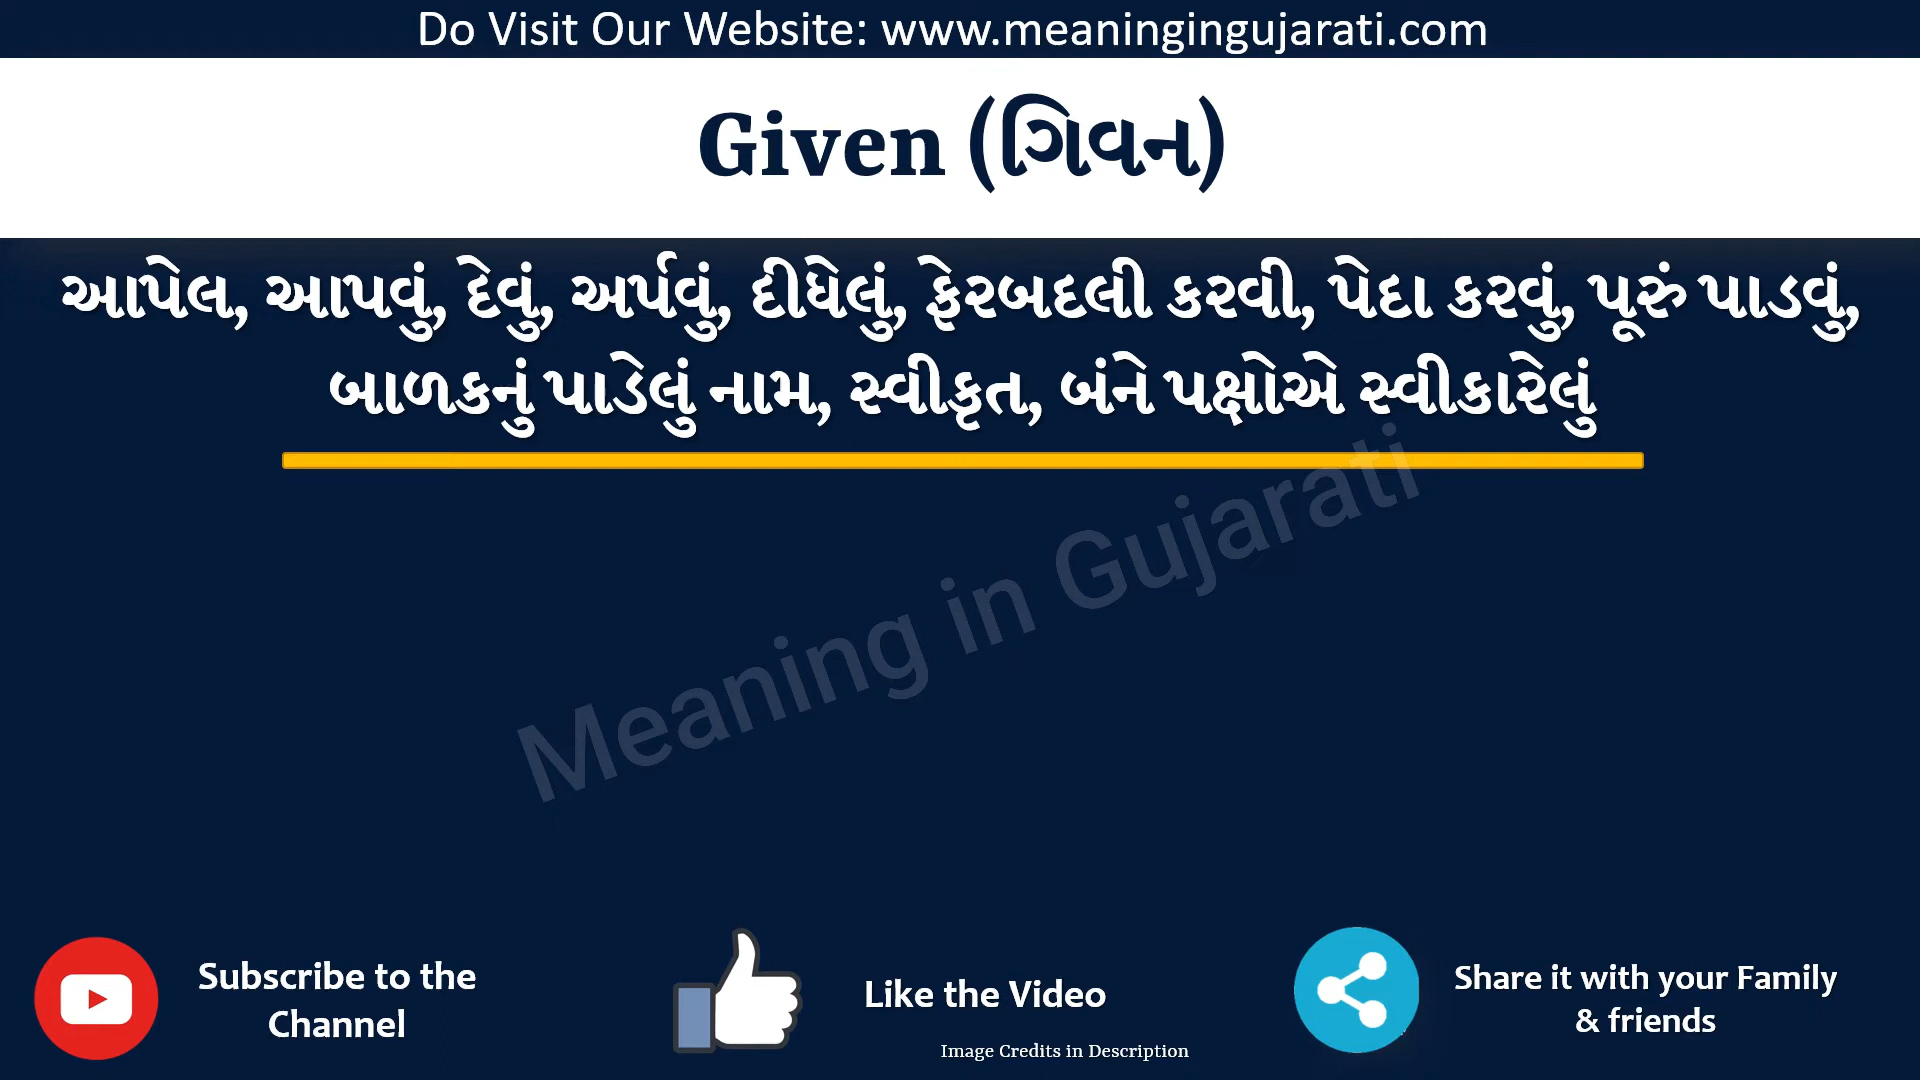 Do Visit Our Website: www.meaningingujarati.com
Given (ગિવન)
આપેલ, આપવું, દેવું, અર્પવું, દીધેલું, ફેરબદલી કરવી, પેદા કરવું, પૂરું પાડવું,
બાળકનું પાડેલું નામ, સ્વીકૃત, બંને પક્ષોએ સ્વીકારેલું
Meaning in Gujarati
Subscribe to the
Channel
Like the Video
Share it with your Family
& friends
Image Credits in Description